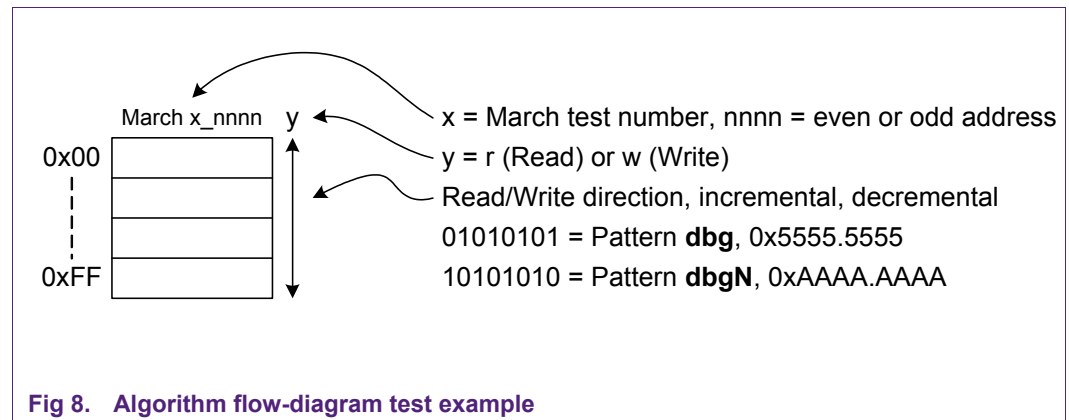 March x_nnnn y
x = March test number, nnnn = even or odd address
0x00
y = r (Read) or w (Write)
Read/Write direction, incremental, decremental
01010101 = Pattern dbg, 0x5555.5555
0xFF
10101010 = Pattern dbgN, 0xAAAA.AAAA
Fig 8. Algorithm flow-diagram test example